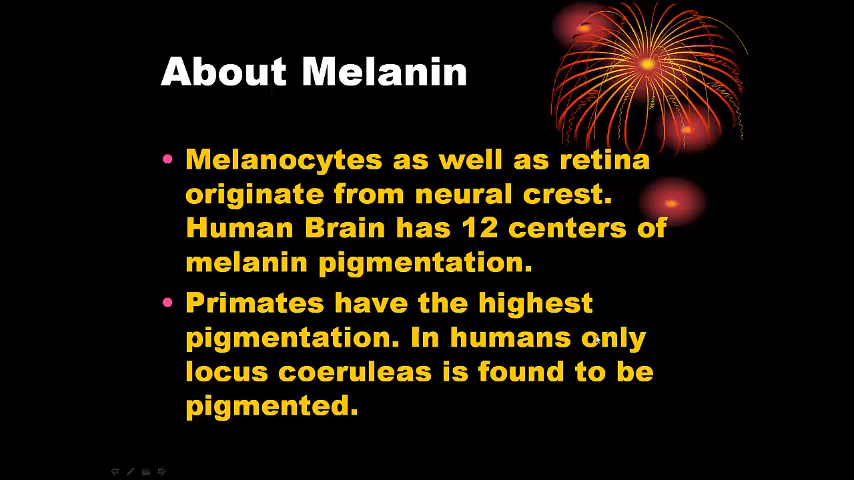 About Melanin
• Melanocytes as well as retina
originate from neural crest.
Human Brain has 12 centers of
melanin pigmentation.
• Primates have the highest
pigmentation. In humans only
locus coeruleas is found to be
pigmented.